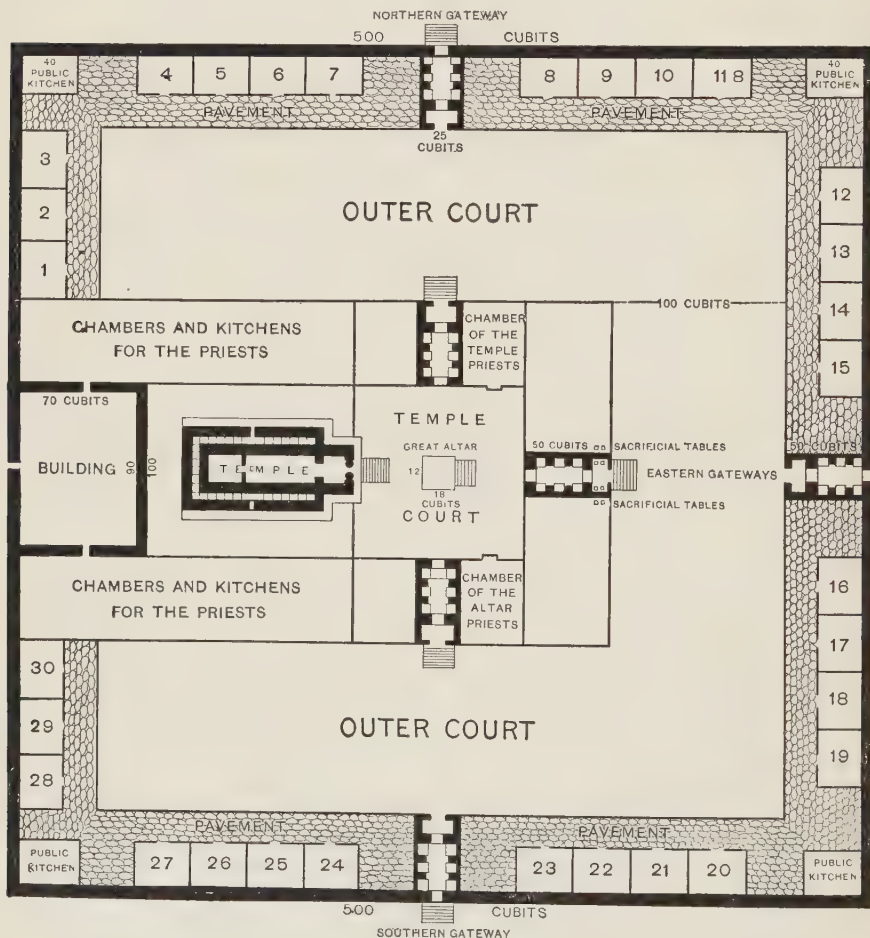 NORTHERN GATEWAY
500 CUBITS
40 PUBLIC KITCHEN
4 5 6 7
8 9 10 11 8
40 PUBLIC KITCHEN
PAVEMENT
PAVEMENT
25
CUBITS
3
2
1
OUTER COURT
12
13
14
15
100 CUBITS
CHAMBERS AND KITCHENS
FOR THE PRIESTS
CHAMBER
OF THE
TEMPLE
PRIESTS
70 CUBITS
BUILDING
90
100
TEMPLE
TEMPLE
GREAT ALTAR
12
18
CUBITS
COURT
50 CUBITS
SACRIFICIAL TABLES
EASTERN GATEWAYS
SACRIFICIAL TABLES
50 CUBITS
CHAMBERS AND KITCHENS
FOR THE PRIESTS
CHAMBER
OF THE
ALTAR
PRIESTS
16
17
18
19
30
29
28
OUTER COURT
PAVEMENT
PAVEMENT
PUBLIC
KITCHEN
27 26 25 24
23 22 21 20
PUBLIC
KITCHEN
500 CUBITS
SOUTHERN GATEWAY